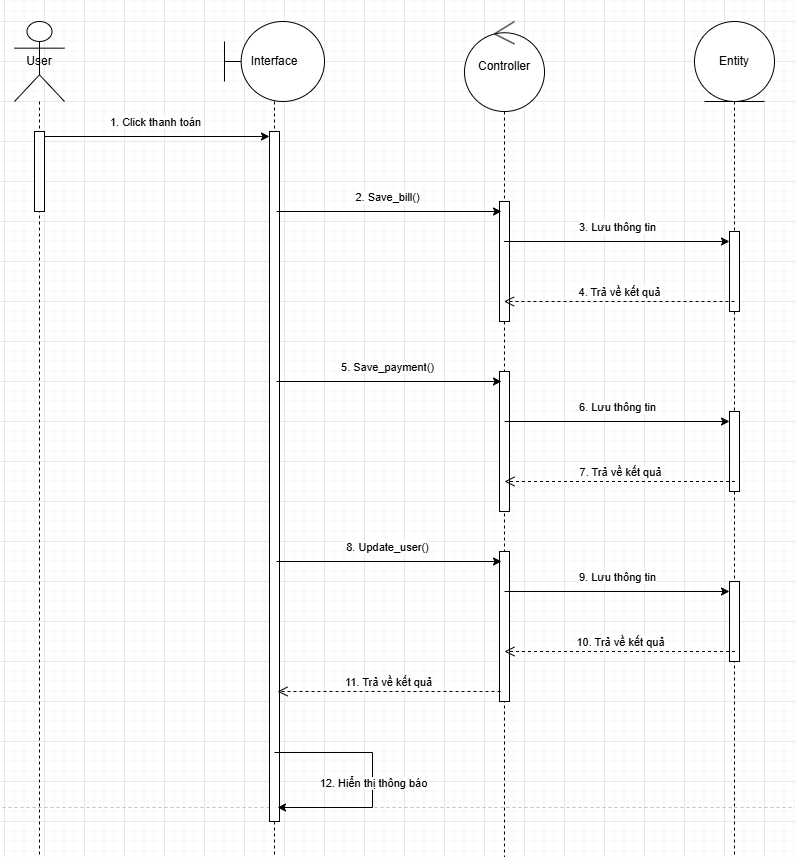 User
Interface
Controller
Entity
1. Click thanh toán
2. Save_bill()
3. Lưu thông tin
4. Trả về kết quả
5. Save_payment()
6. Lưu thông tin
7. Trả về kết quả
8. Update_user()
9. Lưu thông tin
10. Trả về kết quả
11. Trả về kết quả
12. Hiển thị thông báo